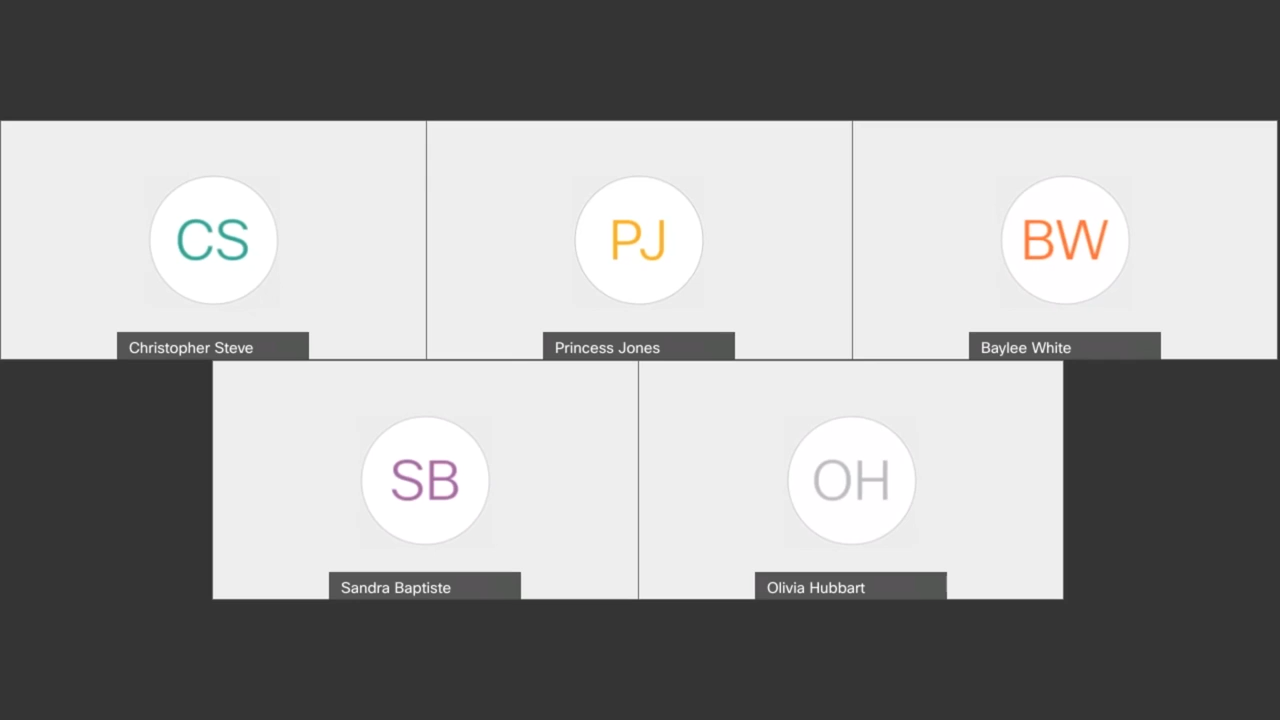 CS
Christopher Steve
PJ
Princess Jones
BW
Baylee White
SB
Sandra Baptiste
OH
Olivia Hubbart